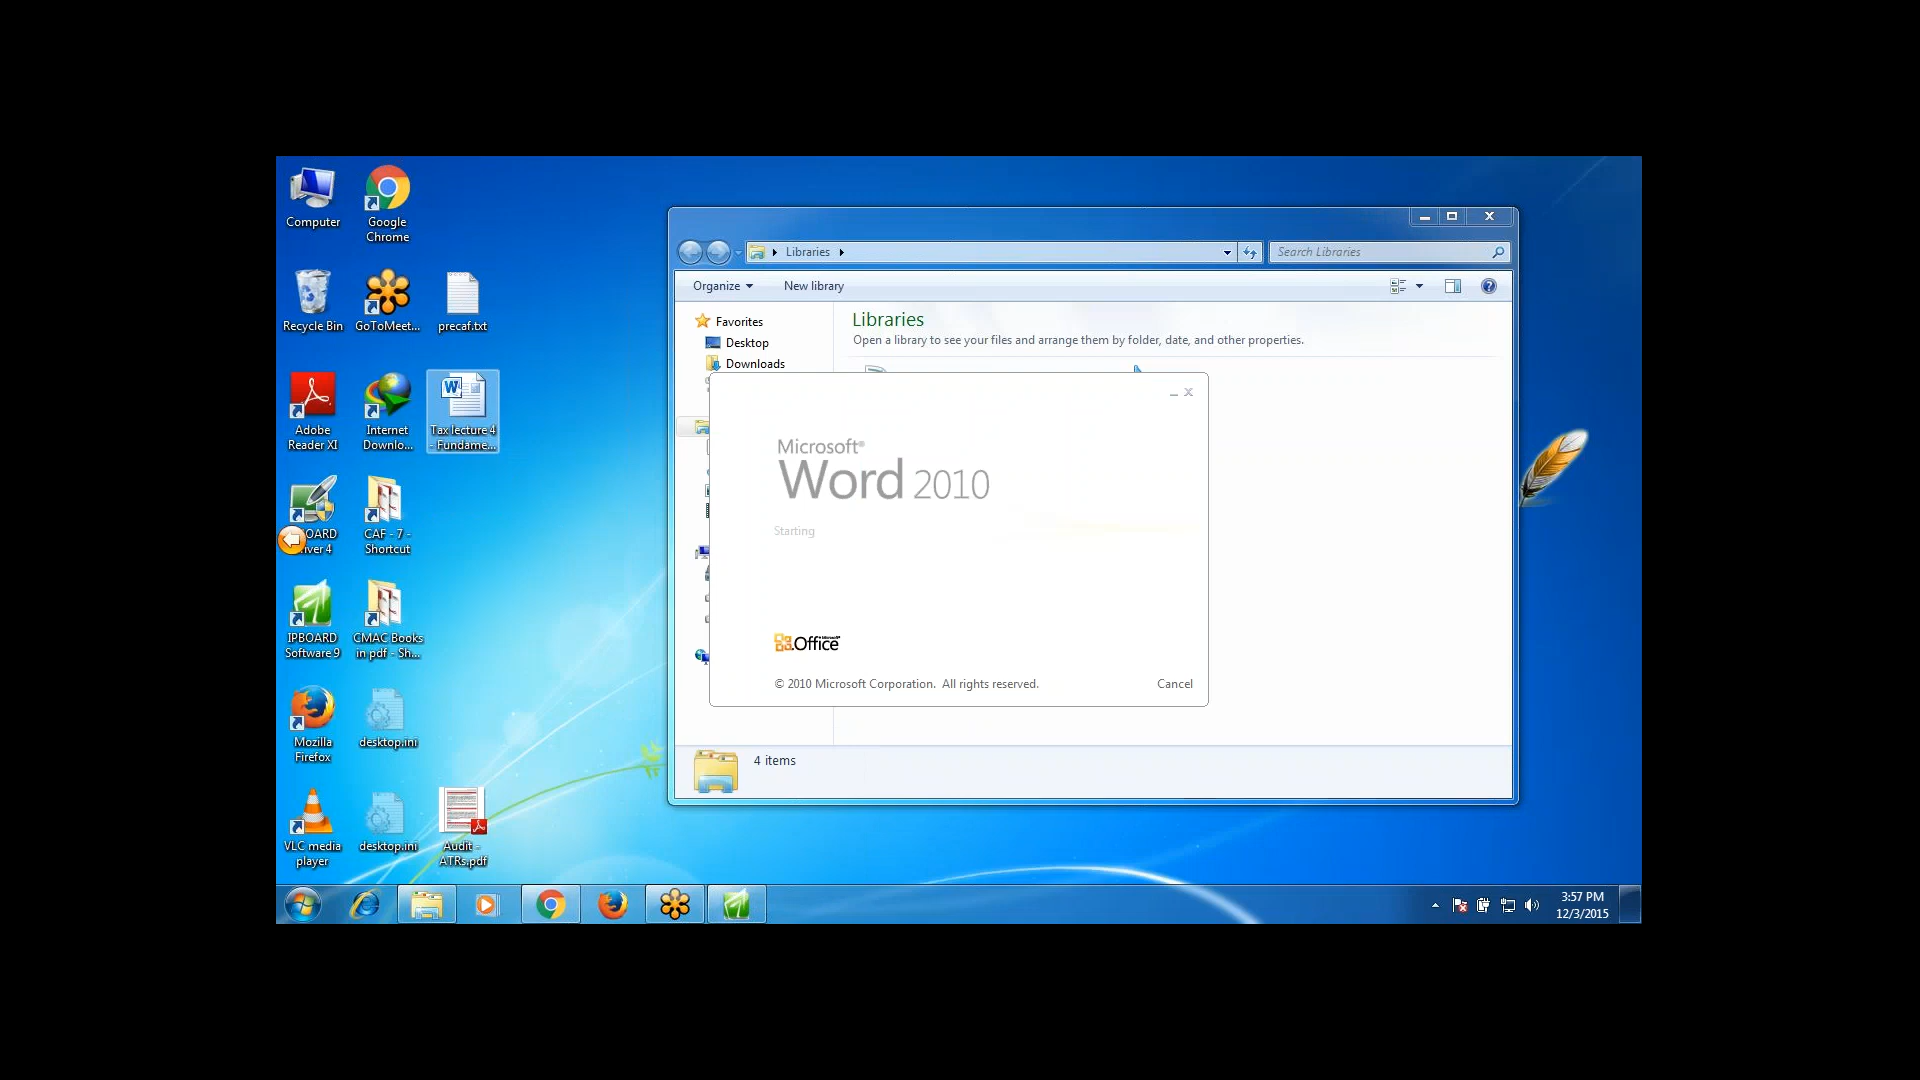 Computer
Google
Chrome
Recycle Bin
GoToMeet...
precaf.txt
Adobe
Reader XI
Internet
Downlo...
Tax lecture 4
- Fundame...
OARD
iver 4
CAF - 7 -
Shortcut
IPBOARD
Software 9
CMAC Books
in pdf - Sh...
Mozilla
Firefox
desktop.ini
VLC media
player
desktop.ini
Audit -
ATRs.pdf
Libraries
Search Libraries
Organize
New library
Favorites
Desktop
Downloads
Libraries
Open a library to see your files and arrange them by folder, date, and other properties.
Microsoft®
Word 2010
Starting
Microsoft®
Office
© 2010 Microsoft Corporation. All rights reserved.
Cancel
4 items
3:57 PM
12/3/2015